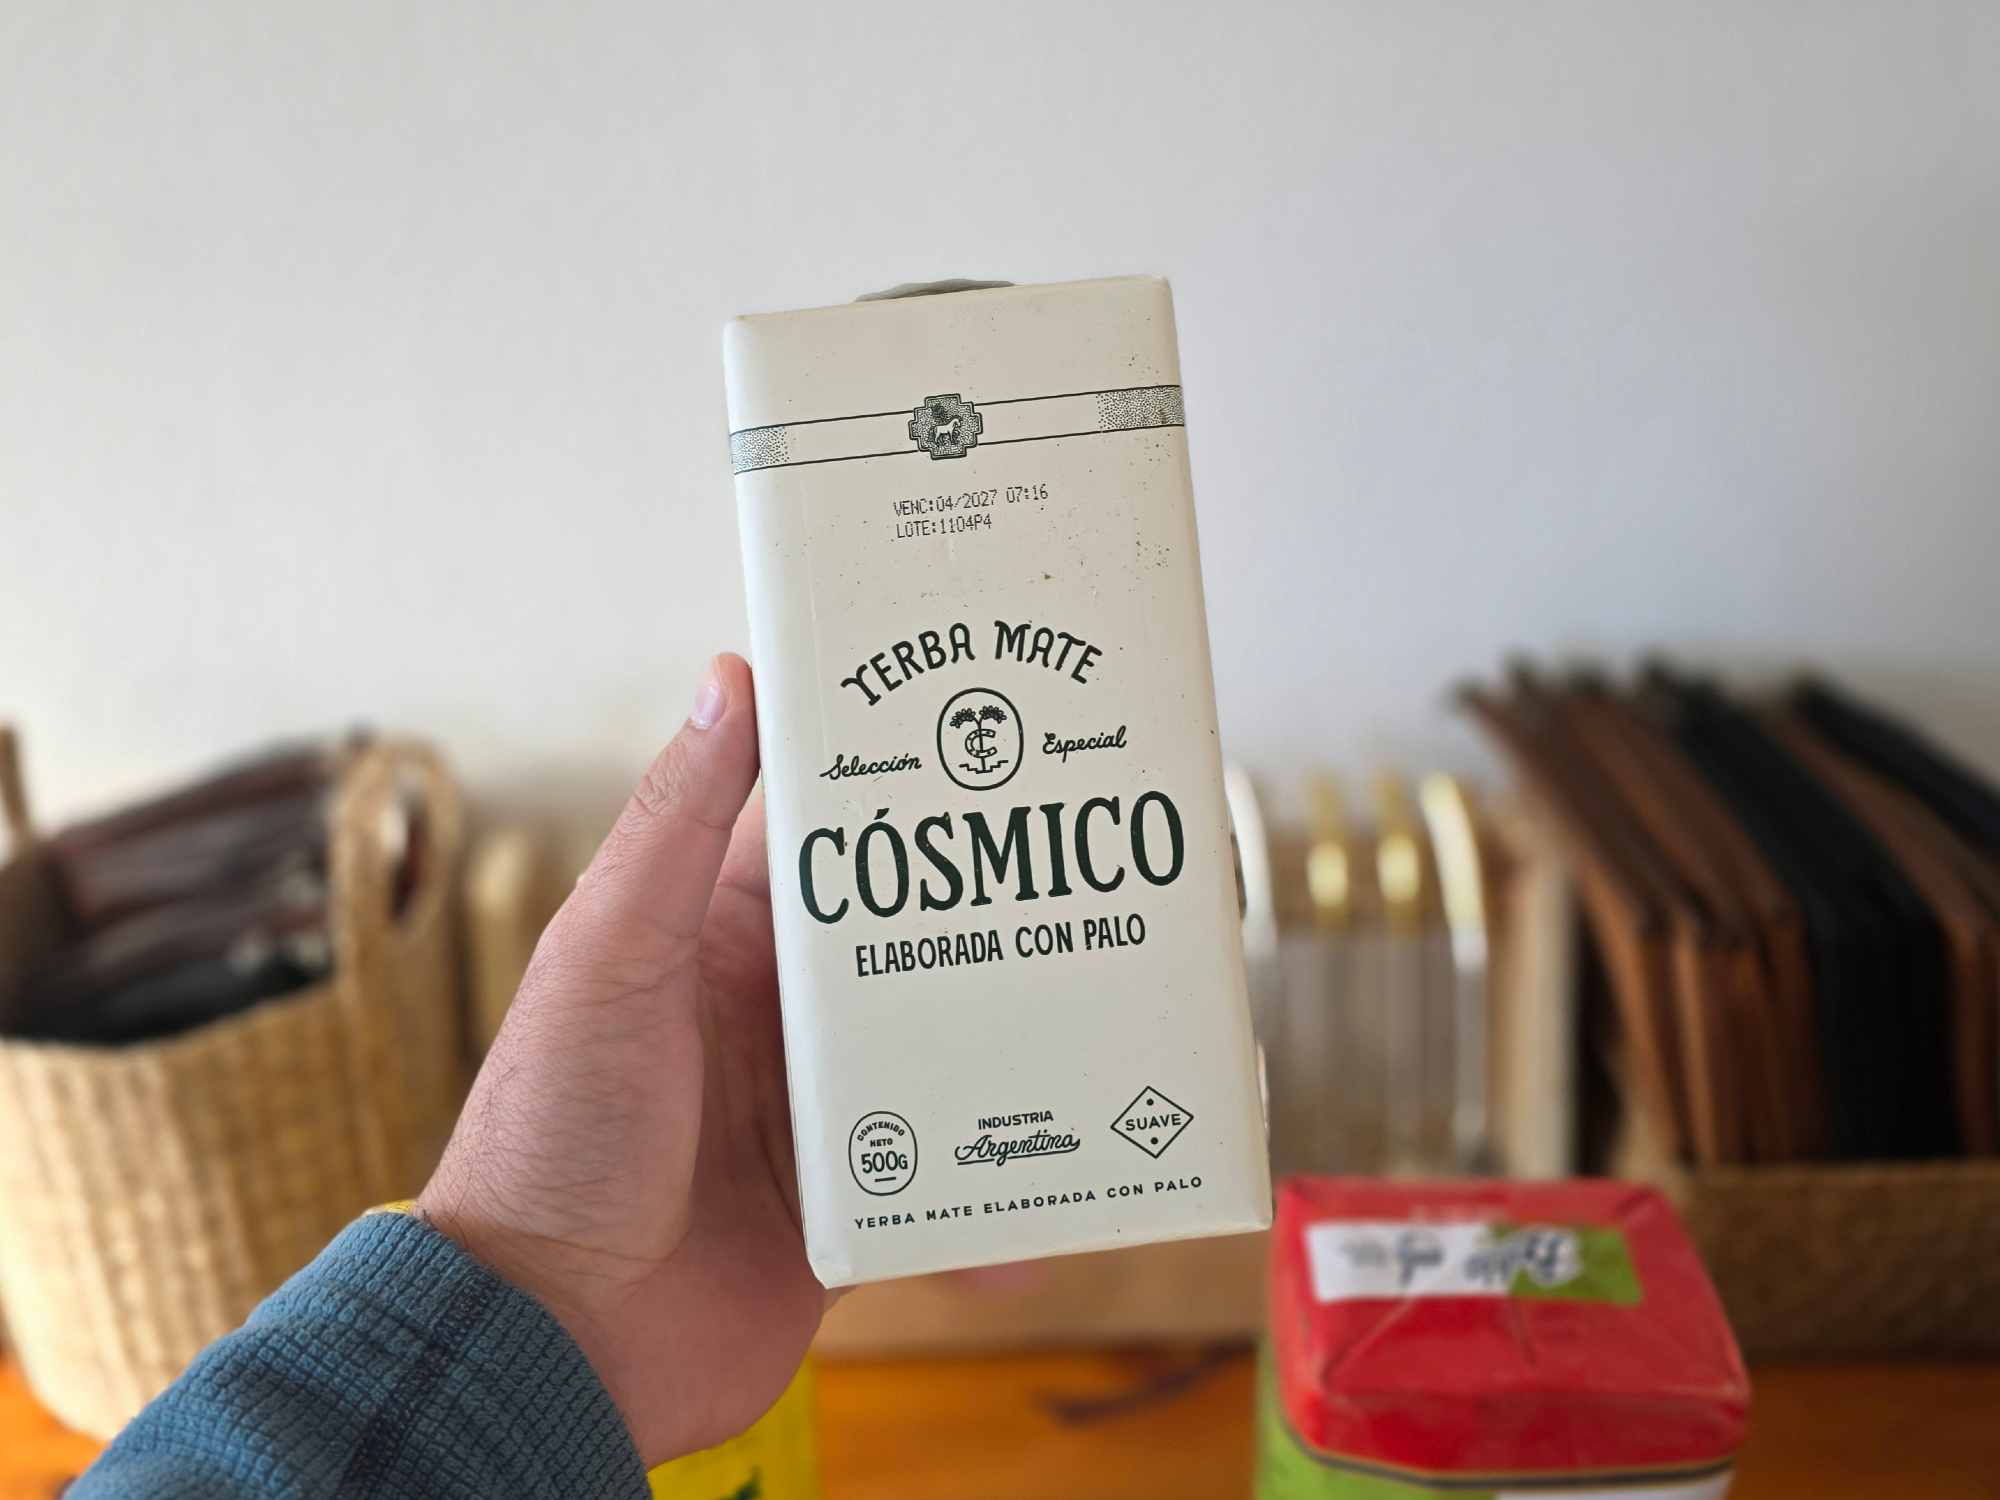 VENC:04/2027 07:16
LOTE:1104P4
YERBA MATE
Selección Especial
CÓSMICO
ELABORADA CON PALO
CONTENIDO
NETO
500G
INDUSTRIA
Argentina
SUAVE
YERBA MATE ELABORADA CON PALO